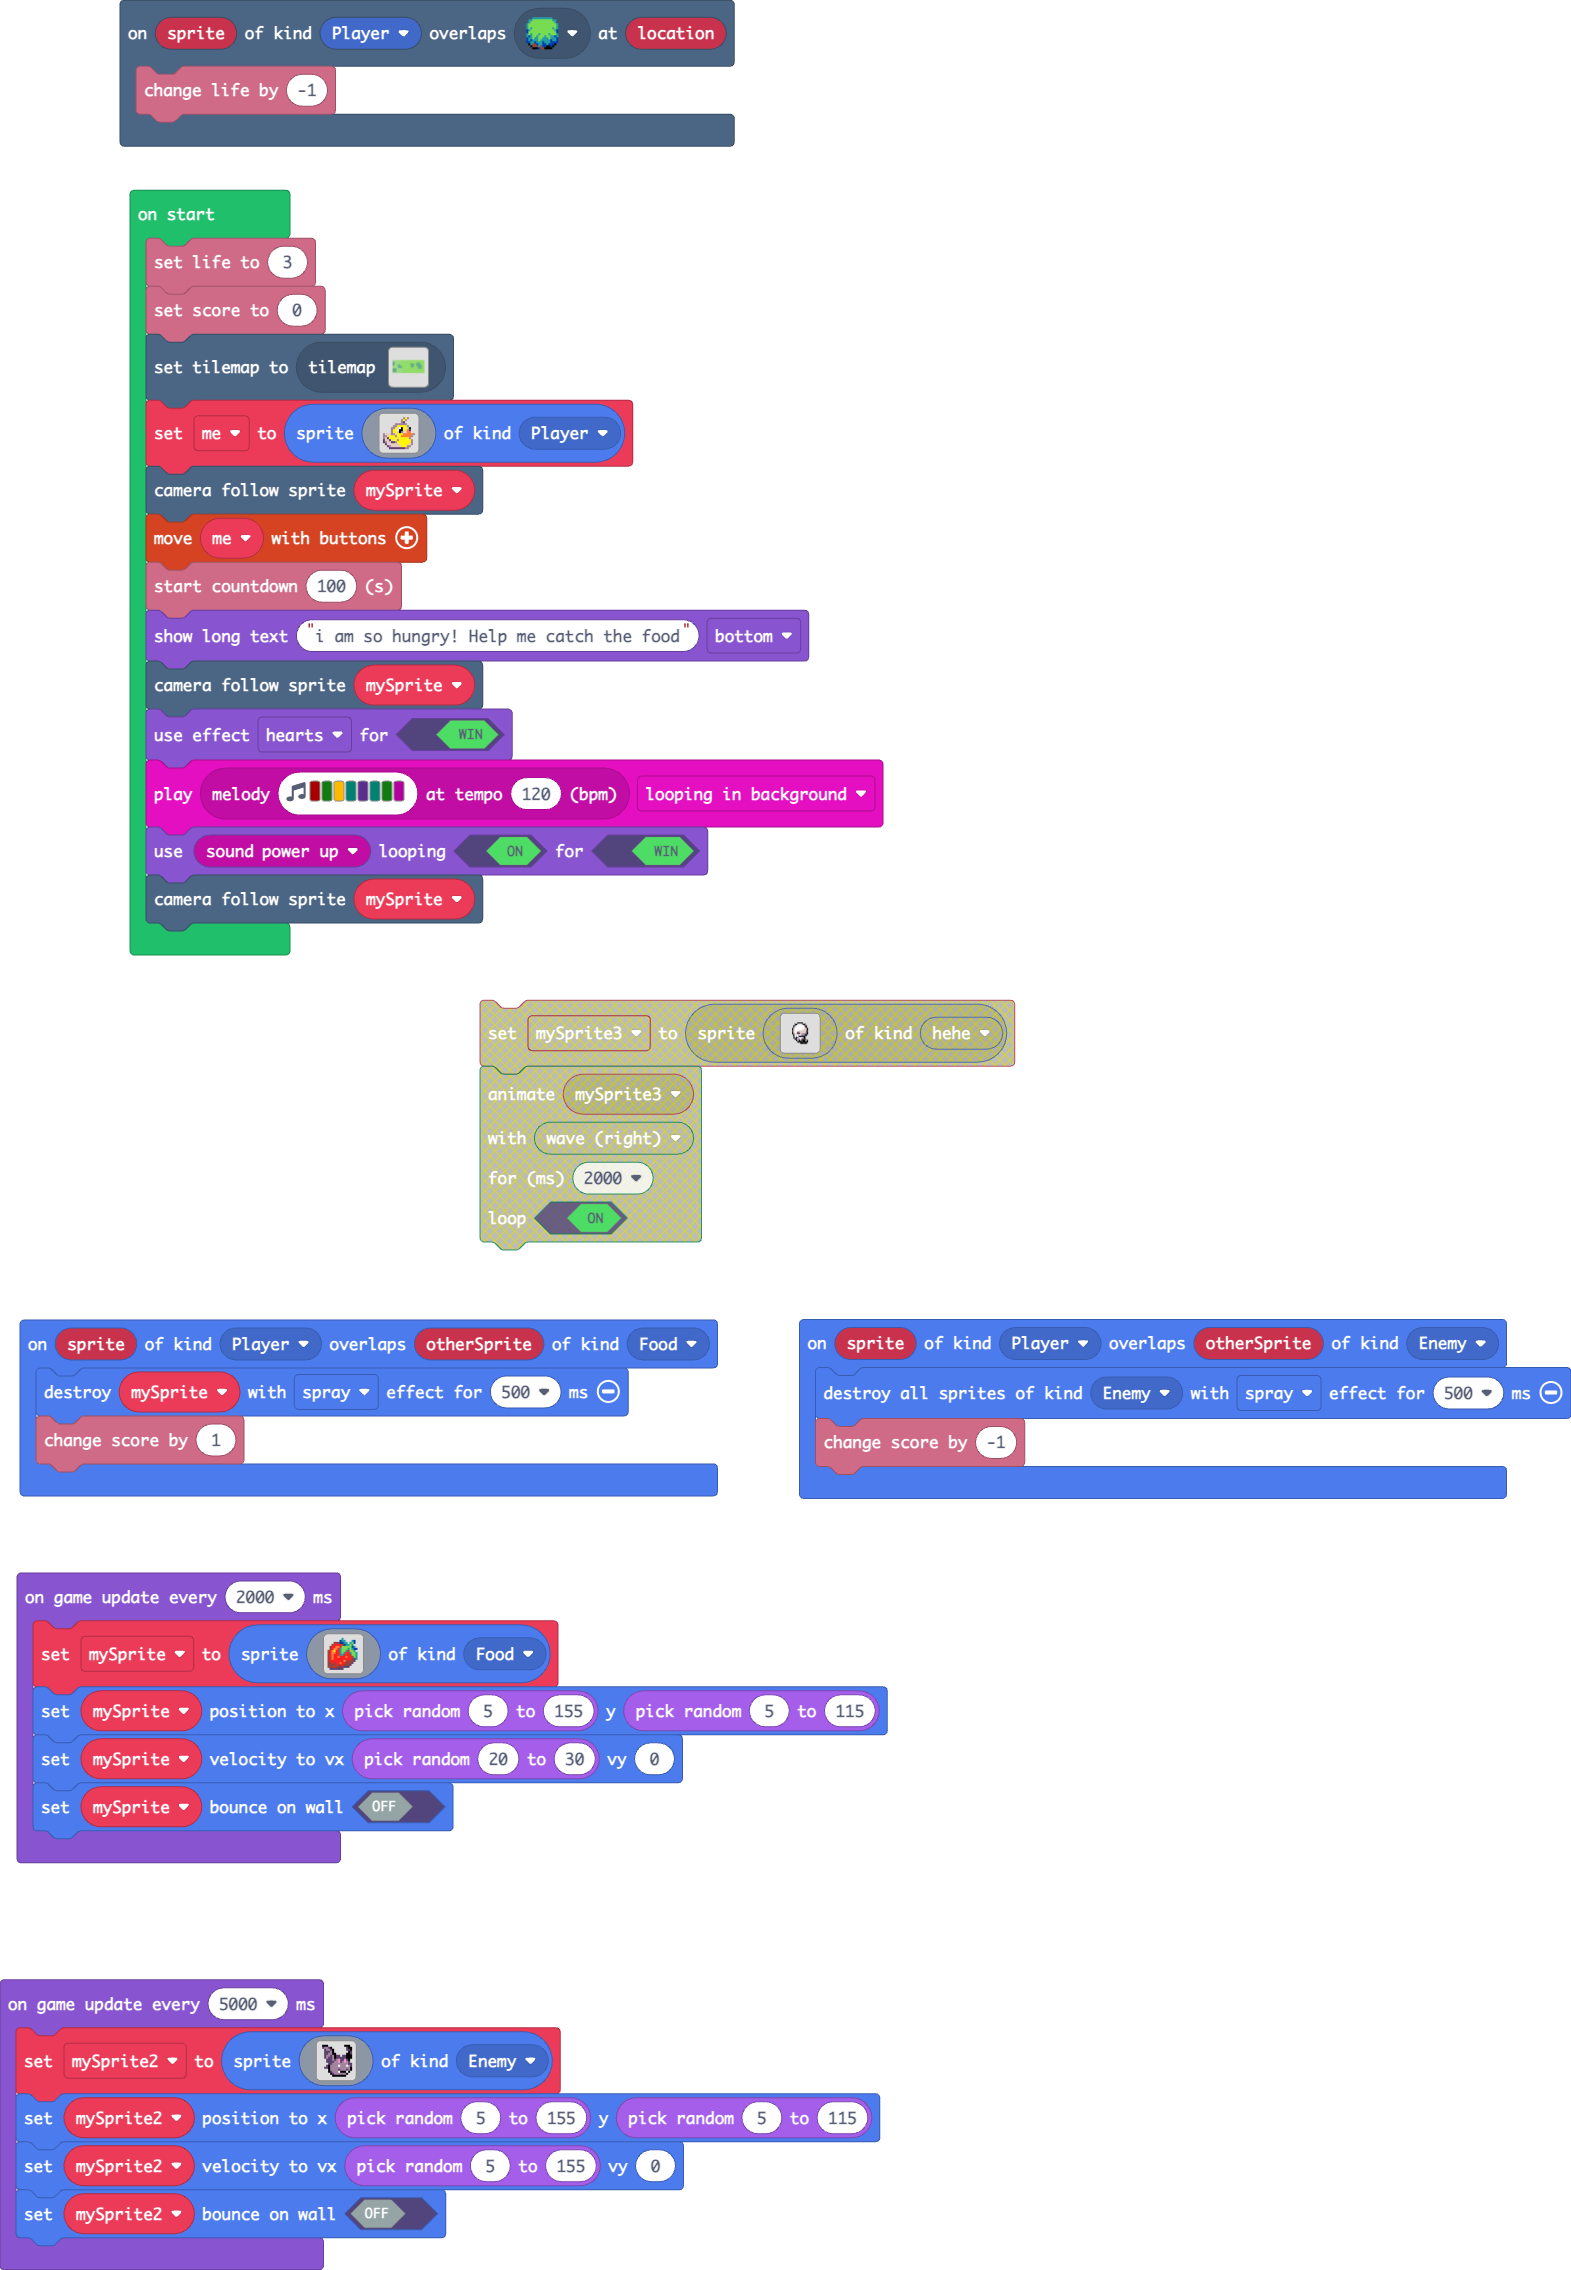 on sprite of kind Player overlaps at location
change life by -1
on start
set life to 3
set score to 0
set tilemap to tilemap
set me to sprite of kind Player
camera follow sprite mySprite
move me with buttons
start countdown 100 (s)
show long text "i am so hungry! Help me catch the food" bottom
camera follow sprite mySprite
use effect hearts for WIN
play melody at tempo 120 (bpm) looping in background
use sound power up looping ON for WIN
camera follow sprite mySprite
set mySprite3 to sprite of kind hehe
animate mySprite3
with wave (right)
for (ms) 2000
loop ON
on sprite of kind Player overlaps otherSprite of kind Food
destroy mySprite with spray effect for 500 ms
change score by 1
on sprite of kind Player overlaps otherSprite of kind Enemy
destroy all sprites of kind Enemy with spray effect for 500 ms
change score by -1
on game update every 2000 ms
set mySprite to sprite of kind Food
set mySprite position to x pick random 5 to 155 y pick random 5 to 115
set mySprite velocity to vx pick random 20 to 30 vy 0
set mySprite bounce on wall OFF
on game update every 5000 ms
set mySprite2 to sprite of kind Enemy
set mySprite2 position to x pick random 5 to 155 y pick random 5 to 115
set mySprite2 velocity to vx pick random 5 to 155 vy 0
set mySprite2 bounce on wall OFF